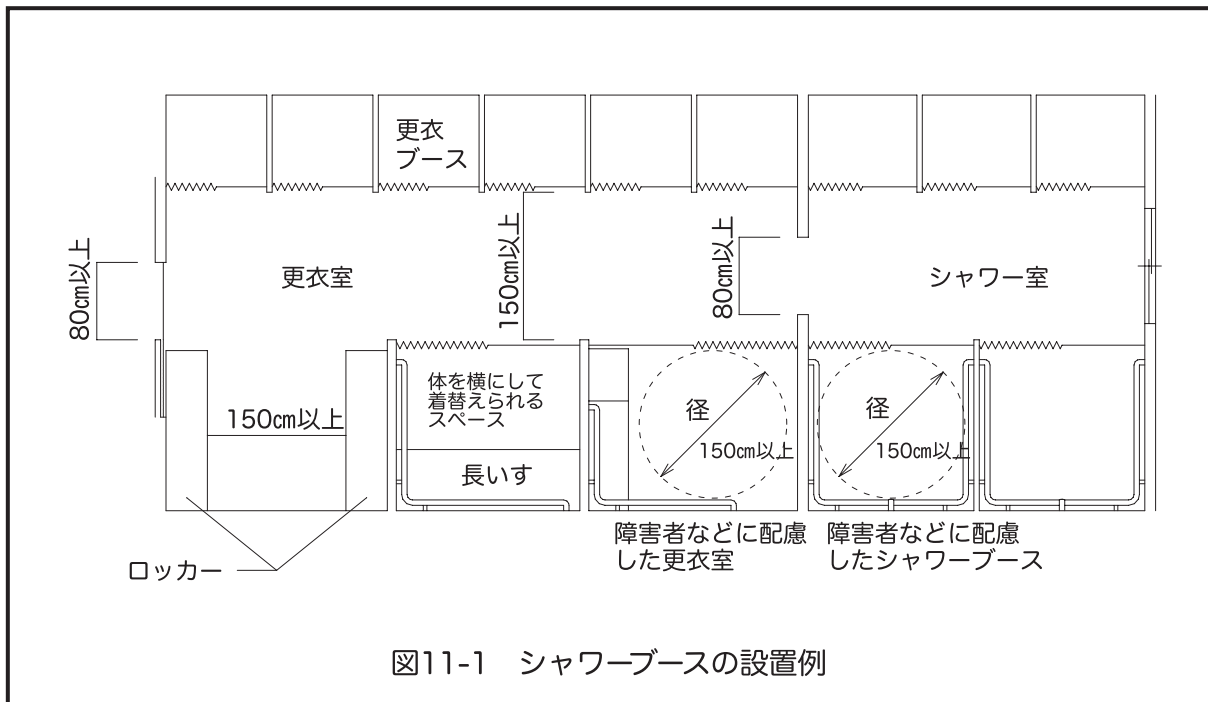 更衣
ブース
80㎝以上
更衣室
150㎝以上
80㎝以上
シャワー室
150㎝以上
体を横にして
着替えられる
スペース
長いす
径
150㎝以上
径
150㎝以上
障害者などに配慮
した更衣室
障害者などに配慮
したシャワーブース
ロッカー
図11-1　シャワーブースの設置例